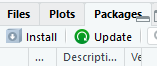 Files Plots Packages
Install Update
... Descripti... Ve